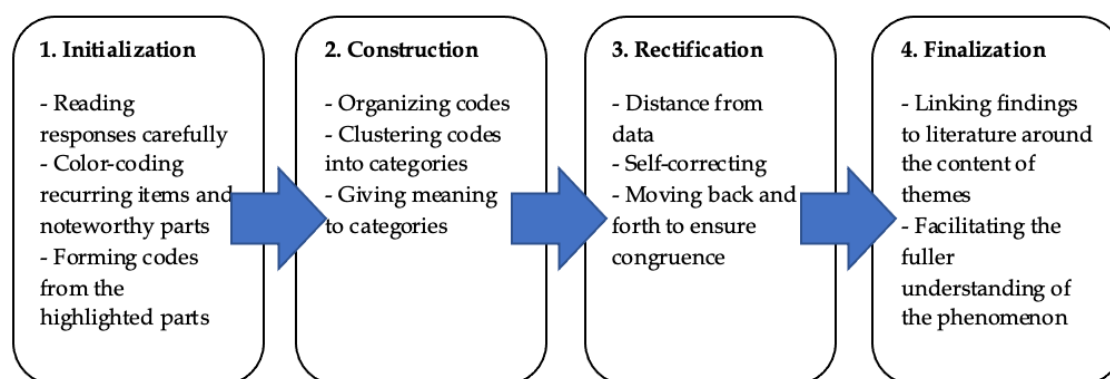 1. Initialization
- Reading
responses carefully
- Color-coding
recurring items and
noteworthy parts
- Forming codes
from the
highlighted parts
2. Construction
- Organizing codes
- Clustering codes
into categories
- Giving meaning
to categories
3. Rectification
- Distance from
data
- Self-correcting
- Moving back and
forth to ensure
congruence
4. Finalization
- Linking findings
to literature around
the content of
themes
- Facilitating the
fuller
understanding of
the phenomenon